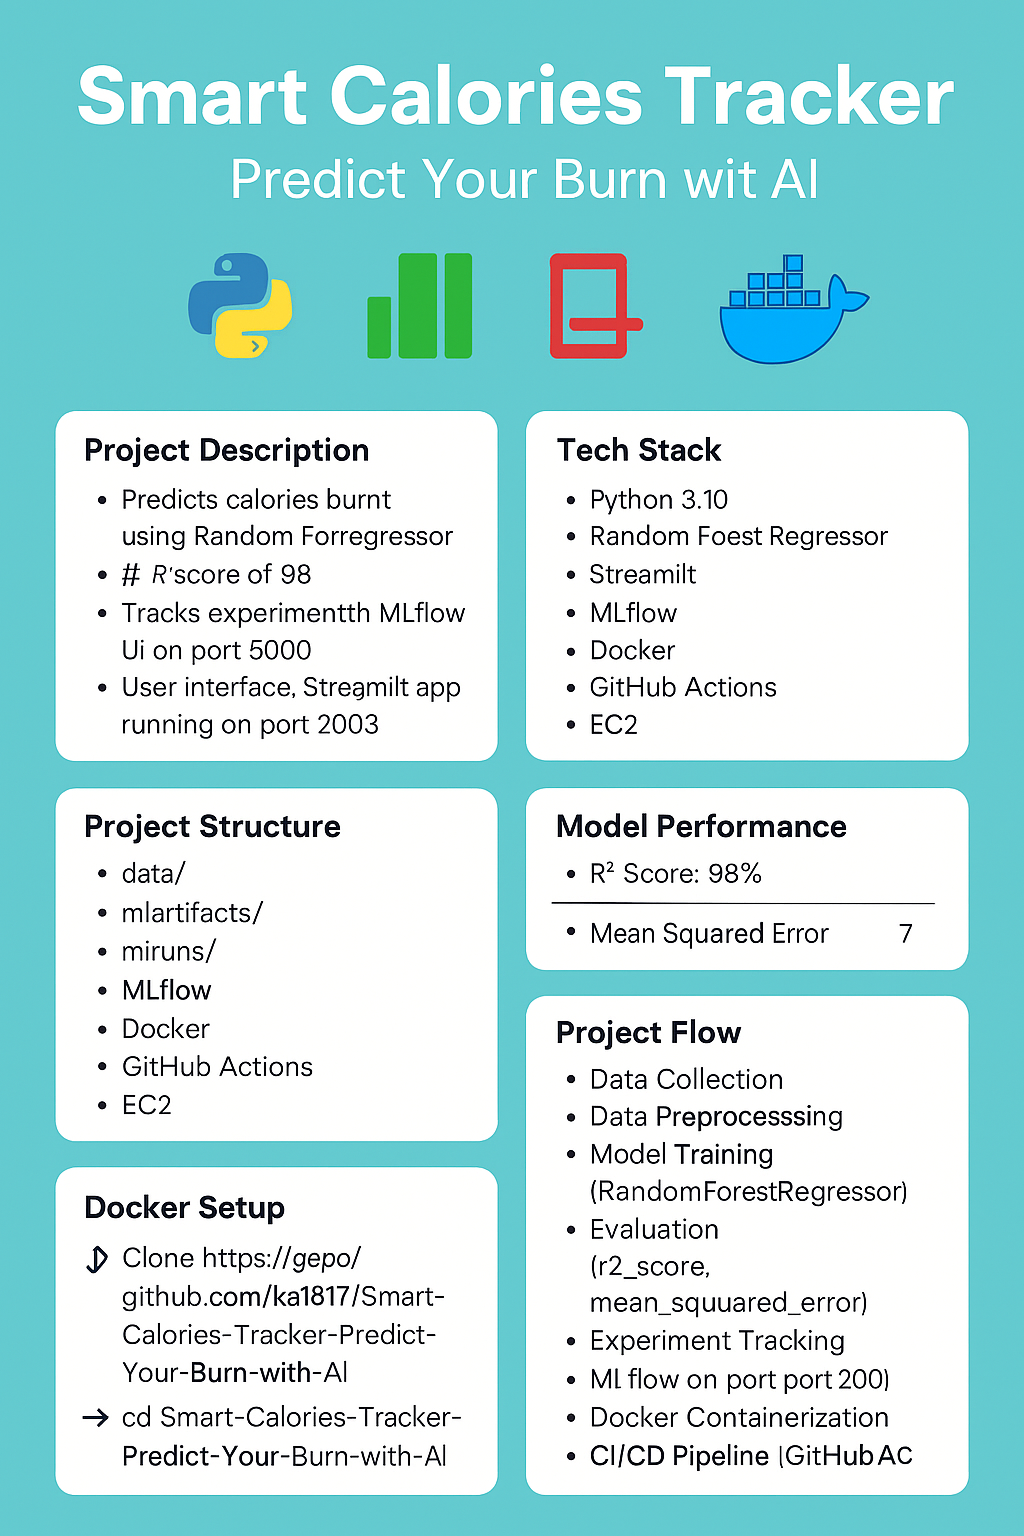 Smart Calories Tracker
Predict Your Burn wit AI
Project Description
• Predicts calories burnt
using Random Forregressor
• # R'score of 98
• Tracks experimentth MLflow
Ui on port 5000
• User interface, Streamilt app
running on port 2003
Tech Stack
• Python 3.10
• Random Foest Regressor
• Streamilt
• MLflow
• Docker
• GitHub Actions
• EC2
Project Structure
• data/
• mlartifacts/
• miruns/
• MLflow
• Docker
• GitHub Actions
• EC2
Model Performance
• R² Score: 98%
• Mean Squared Error 7
Docker Setup
Clone https://gepo/
github.com/ka1817/Smart-
Calories-Tracker-Predict-
Your-Burn-with-AI
→ cd Smart-Calories-Tracker-
Predict-Your-Burn-with-AI
Project Flow
• Data Collection
• Data Preprocesssing
• Model Training
(RandomForestRegressor)
• Evaluation
(r2_score,
mean_squuared_error)
• Experiment Tracking
• ML flow on port port 200)
• Docker Containerization
• CI/CD Pipeline (GitHub Ac